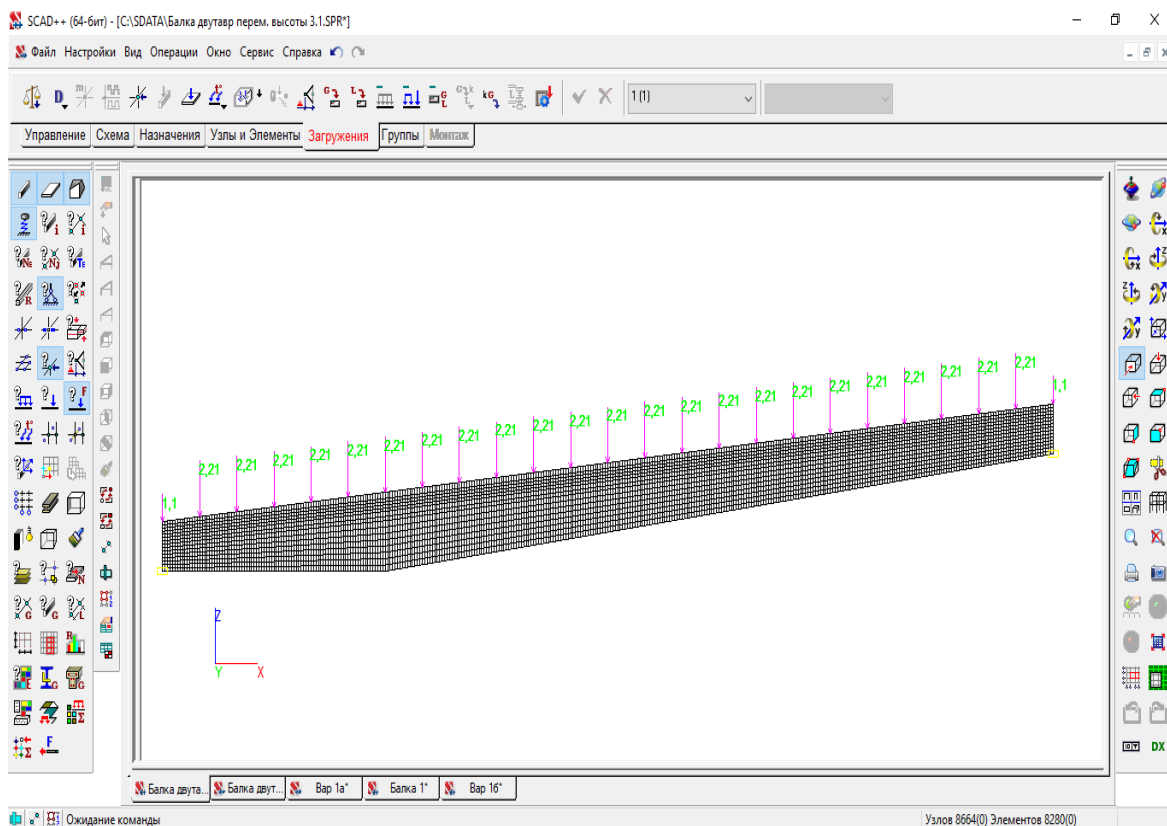 SCAD++ (64-бит) - [C:\SDATA\Балка двутавр перем. высоты 3.1.SPR*]
Файл Настройки Вид Операции Окно Сервис Справка
1 (1)
Управление Схема Назначения Узлы и Элементы Загружения Группы Монтаж
1,1 2,21 2,21 2,21 2,21 2,21 2,21 2,21 2,21 2,21 2,21 2,21 2,21 2,21 2,21 2,21 2,21 2,21 2,21 2,21 2,21 2,21 2,21 2,21 1,1
Z
Y X
Балка двута... Балка двут... Вар 1а* Балка 1* Вар 1б*
Ожидание команды Узлов 8664(0) Элементов 8280(0)